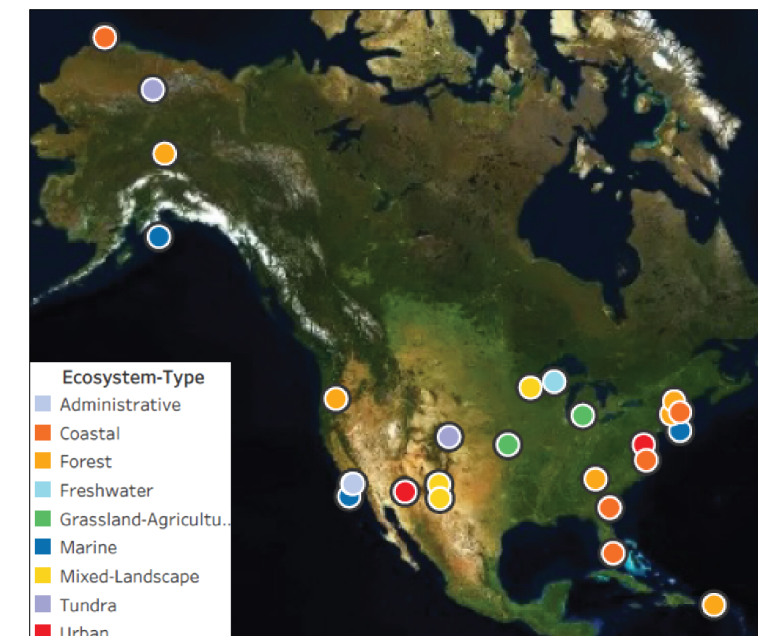 Ecosystem-Type
Administrative
Coastal
Forest
Freshwater
Grassland-Agricultu..
Marine
Mixed-Landscape
Tundra
Urban